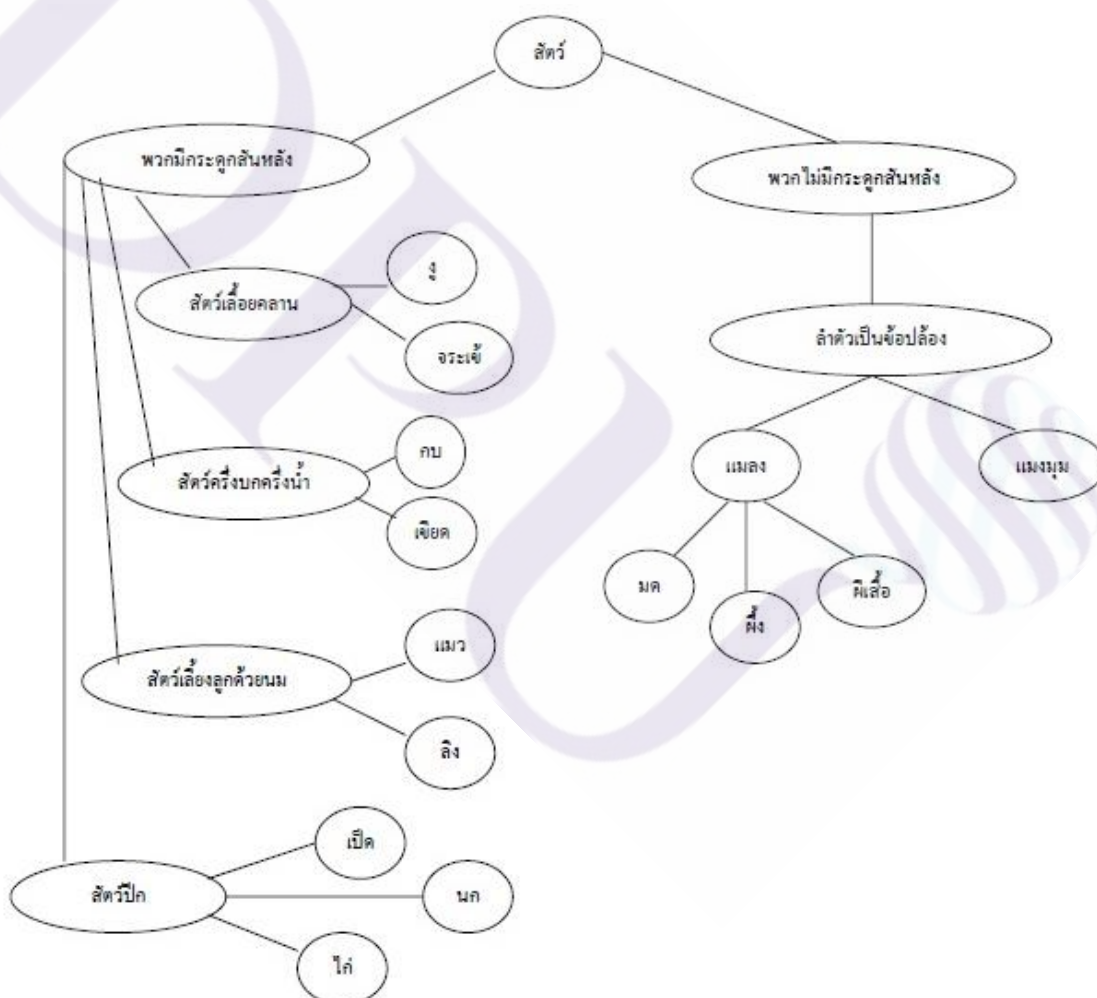 สัตว์
พวกมีกระดูกสันหลัง
พวกไม่มีกระดูกสันหลัง
สัตว์เลื้อยคลาน
งู
จระเข้
ลำตัวเป็นข้อปล้อง
สัตว์ครึ่งบกครึ่งน้ำ
กบ
เขียด
แมลง
แมงมุม
มด
ผึ้ง
ผีเสื้อ
สัตว์เลี้ยงลูกด้วยนม
แมว
ลิง
สัตว์ปีก
เป็ด
นก
ไก่
DPU